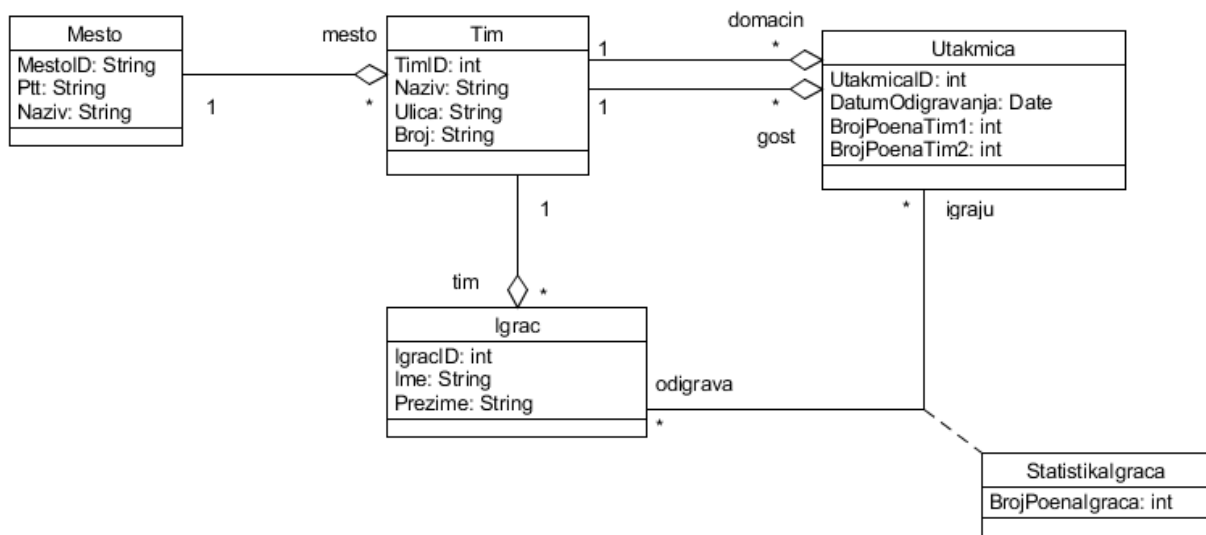 Mesto
MestoID: String
Ptt: String
Naziv: String
1
mesto
*
Tim
TimID: int
Naziv: String
Ulica: String
Broj: String
1
domacin
*
1
*
gost
Utakmica
UtakmicaID: int
DatumOdigravanja: Date
BrojPoenaTim1: int
BrojPoenaTim2: int
*
igraju
1
tim
*
Igrac
IgracID: int
Ime: String
Prezime: String
odigrava
*
StatistikaIgraca
BrojPoenaIgraca: int